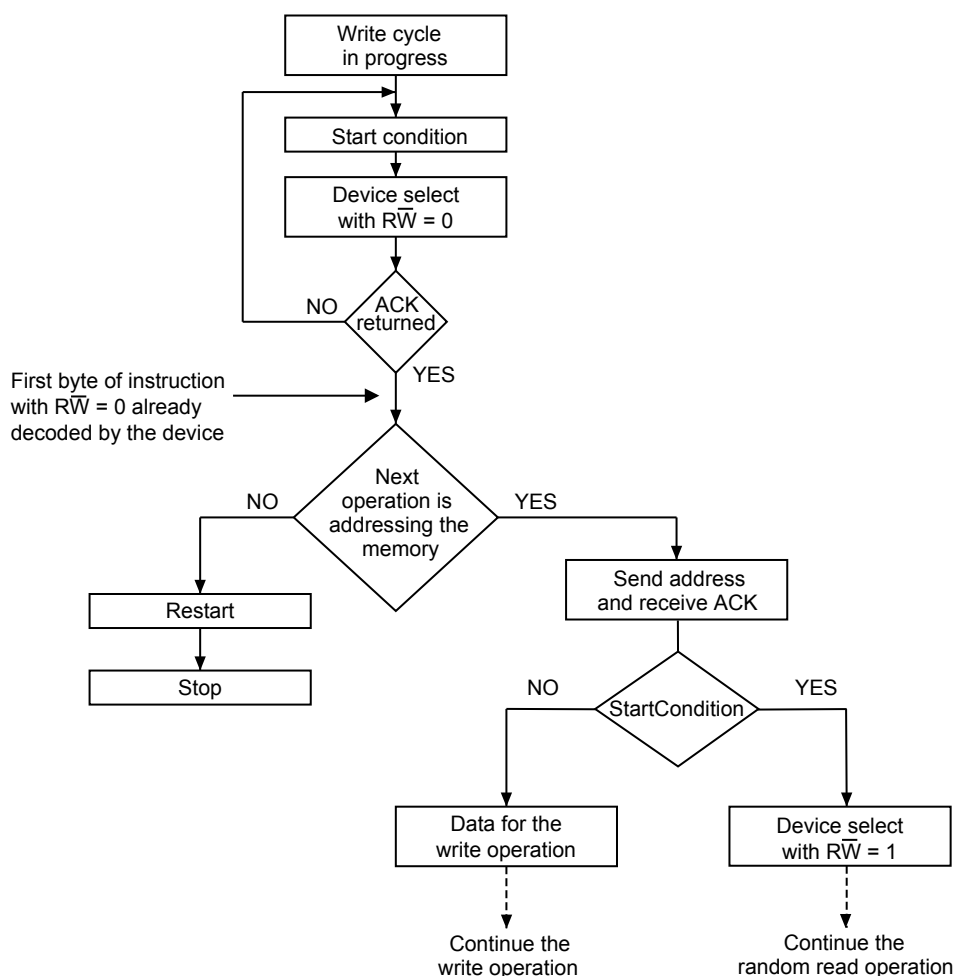 Write cycle
in progress
Start condition
Device select
with RW̅ = 0
NO
ACK
returned
YES
First byte of instruction
with RW̅ = 0 already
decoded by the device
NO
Next
operation is
addressing the
memory
YES
Send address
and receive ACK
Restart
Stop
NO
StartCondition
YES
Data for the
write operation
Device select
with RW̅ = 1
Continue the
write operation
Continue the
random read operation